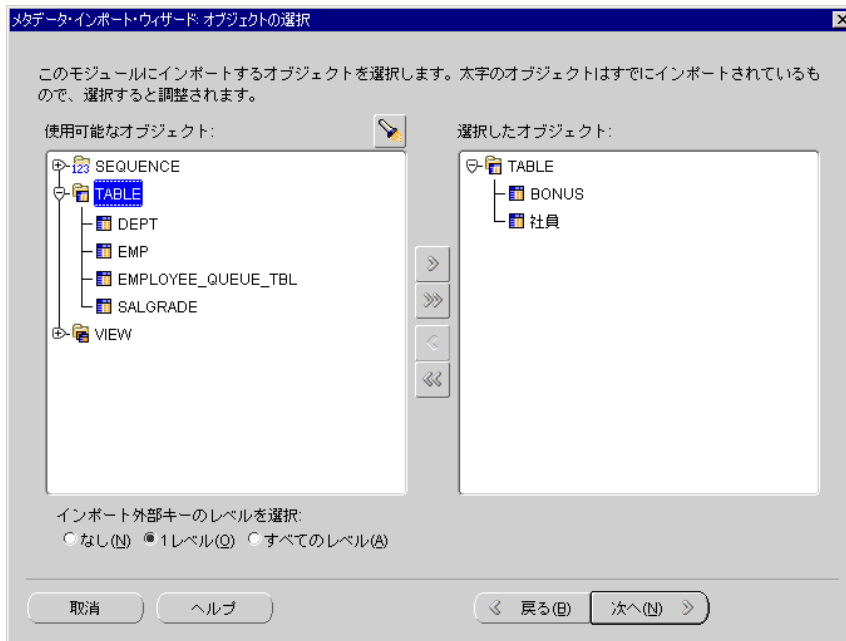 メタデータ・インポート・ウィザード: オブジェクトの選択
このモジュールにインポートするオブジェクトを選択します。太字のオブジェクトはすでにインポートされているも
ので、選択すると調整されます。
使用可能なオブジェクト:
選択したオブジェクト:
123 SEQUENCE
TABLE
DEPT
EMP
EMPLOYEE_QUEUE_TBL
SALGRADE
VIEW
TABLE
BONUS
社員
インポート外部キーのレベルを選択:
なし(N) 1レベル(O) すべてのレベル(A)
取消 ヘルプ 戻る(B) 次へ(N)